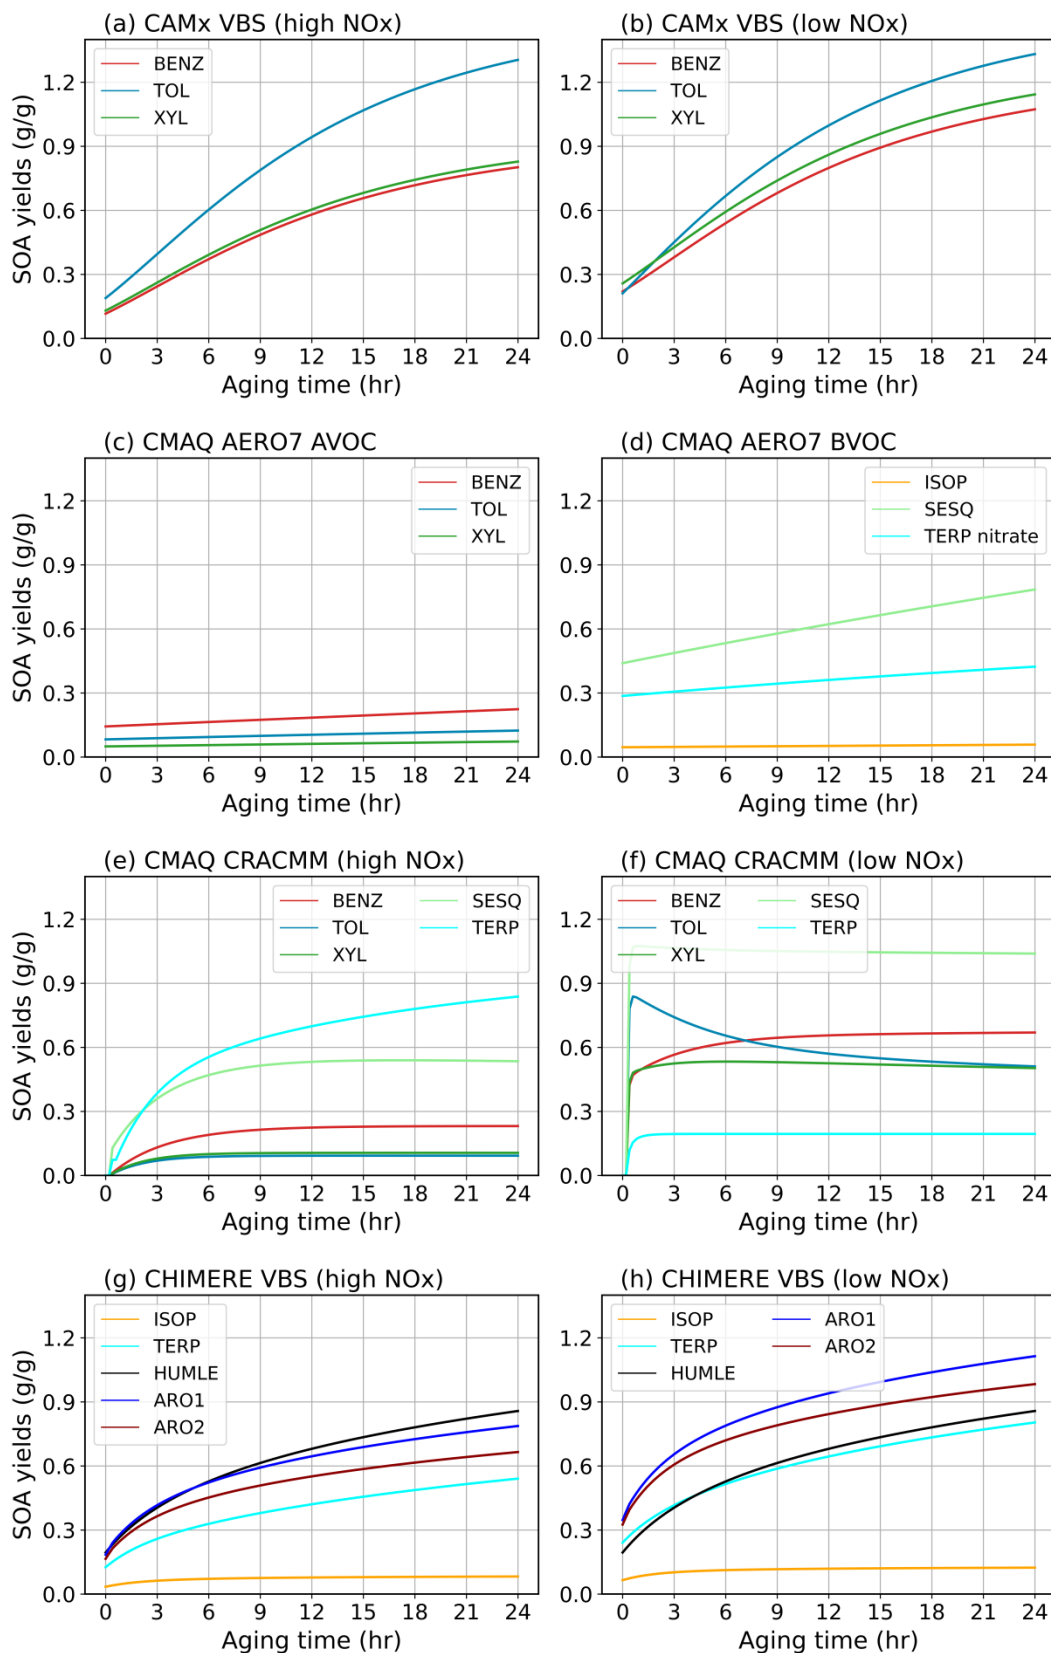 (a) CAMx VBS (high NOx)
BENZ
TOL
XYL
SOA yields (g/g)
1.2
0.9
0.6
0.3
0.0
0 3 6 9 12 15 18 21 24
Aging time (hr)
(b) CAMx VBS (low NOx)
BENZ
TOL
XYL
1.2
0.9
0.6
0.3
0.0
0 3 6 9 12 15 18 21 24
Aging time (hr)
(c) CMAQ AERO7 AVOC
BENZ
TOL
XYL
SOA yields (g/g)
1.2
0.9
0.6
0.3
0.0
0 3 6 9 12 15 18 21 24
Aging time (hr)
(d) CMAQ AERO7 BVOC
ISOP
SESQ
TERP nitrate
1.2
0.9
0.6
0.3
0.0
0 3 6 9 12 15 18 21 24
Aging time (hr)
(e) CMAQ CRACMM (high NOx)
BENZ SESQ
TOL TERP
XYL
SOA yields (g/g)
1.2
0.9
0.6
0.3
0.0
0 3 6 9 12 15 18 21 24
Aging time (hr)
(f) CMAQ CRACMM (low NOx)
BENZ SESQ
TOL TERP
XYL
1.2
0.9
0.6
0.3
0.0
0 3 6 9 12 15 18 21 24
Aging time (hr)
(g) CHIMERE VBS (high NOx)
ISOP
TERP
HUMLE
ARO1
ARO2
SOA yields (g/g)
1.2
0.9
0.6
0.3
0.0
0 3 6 9 12 15 18 21 24
Aging time (hr)
(h) CHIMERE VBS (low NOx)
ISOP ARO1
TERP ARO2
HUMLE
1.2
0.9
0.6
0.3
0.0
0 3 6 9 12 15 18 21 24
Aging time (hr)